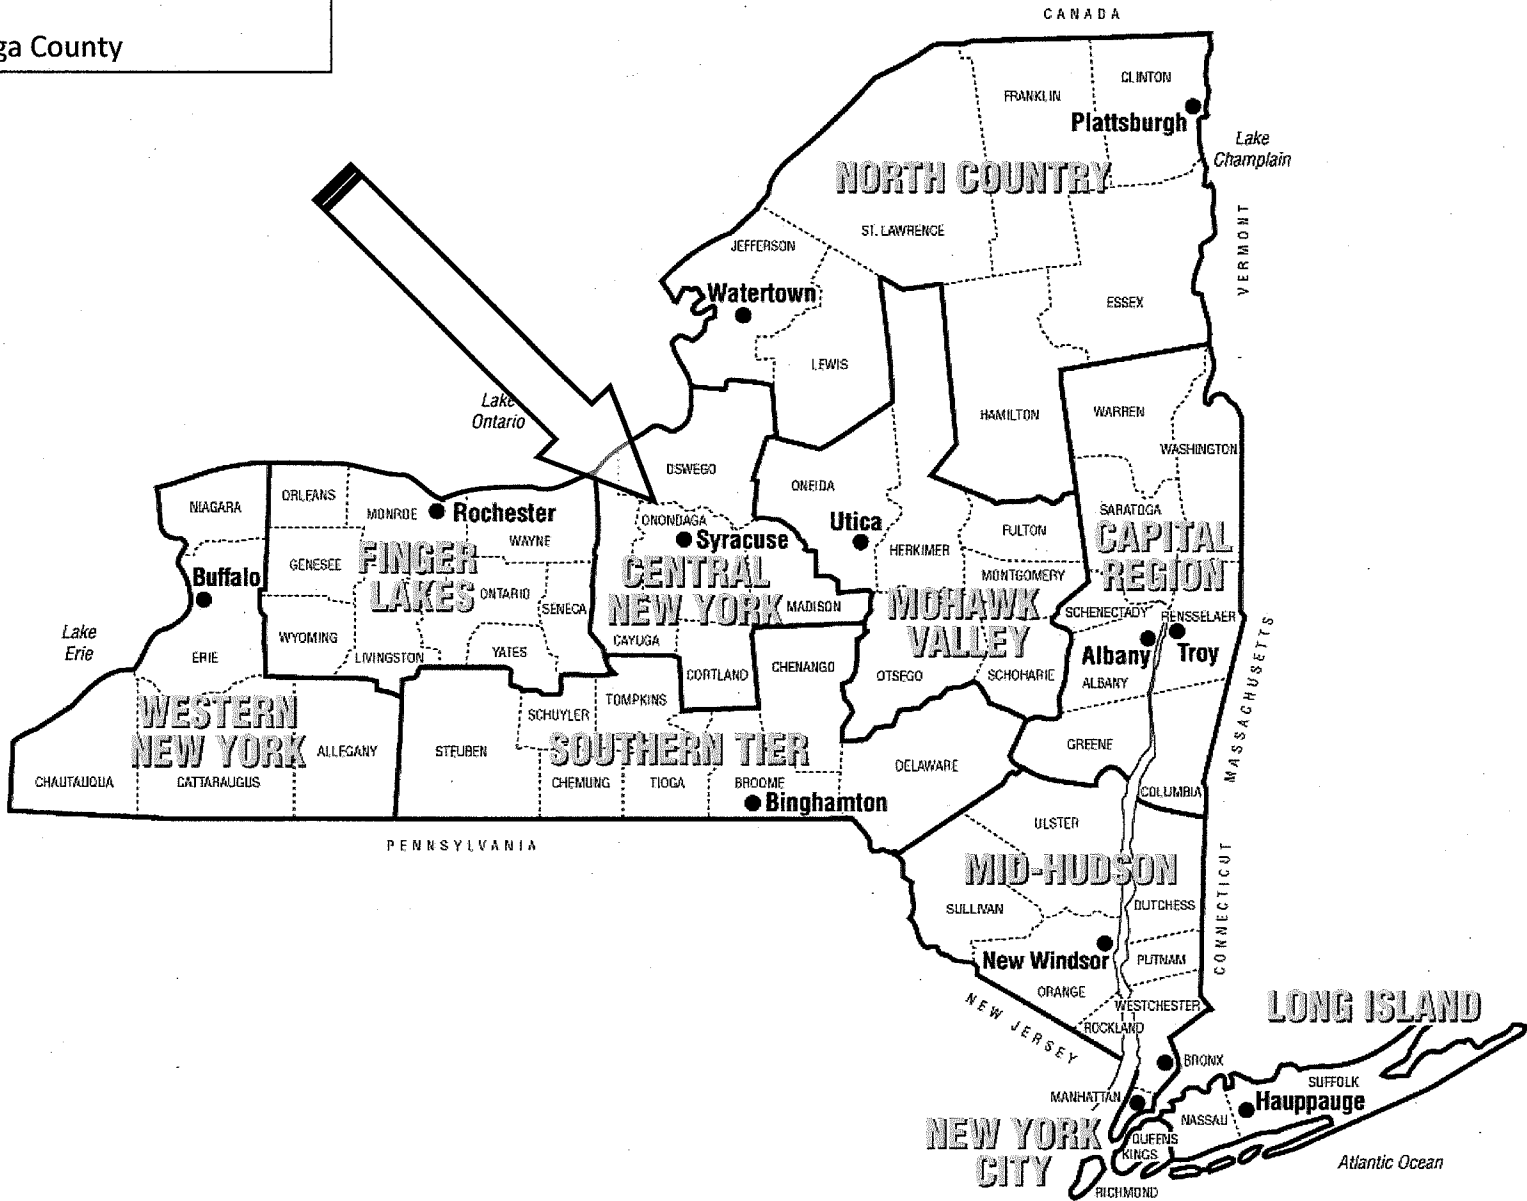 ga County
CANADA
CLINTON
FRANKLIN
Plattsburgh
Lake
Champlain
NORTH COUNTRY
VERMONT
ST. LAWRENCE
JEFFERSON
Watertown
ESSEX
LEWIS
Lake
Ontario
HAMILTON
WARREN
WASHINGTON
OSWEGO
ONEIDA
NIAGARA
ORLEANS
MONROE
Rochester
ONONDAGA
Syracuse
Utica
HERKIMER
FULTON
SARATOGA
CAPITAL
REGION
WAYNE
GENESEE
FINGER
LAKES
ONTARIO
SENECA
CENTRAL
NEW YORK
MADISON
MONTGOMERY
MOHAWK
VALLEY
SCHENECTADY
RENSSELAER
Buffalo
Lake
Erie
ERIE
WYOMING
LIVINGSTON
YATES
CAYUGA
CORTLAND
CHENANGO
OTSEGO
SCHOHARIE
Albany
Troy
ALBANY
MASSACHUSETTS
WESTERN
NEW YORK
ALLEGANY
STEUBEN
SCHUYLER
TOMPKINS
SOUTHERN TIER
GREENE
DELAWARE
CHAUTAUQUA
CATTARAUGUS
CHEMUNG
TIOGA
BROOME
Binghamton
COLUMBIA
PENNSYLVANIA
ULSTER
MID-HUDSON
CONNECTICUT
SULLIVAN
DUTCHESS
New Windsor
PUTNAM
ORANGE
WESTCHESTER
ROCKLAND
NEW JERSEY
LONG ISLAND
BRONX
SUFFOLK
MANHATTAN
Hauppauge
NASSAU
NEW YORK
CITY
QUEENS
KINGS
RICHMOND
Atlantic Ocean